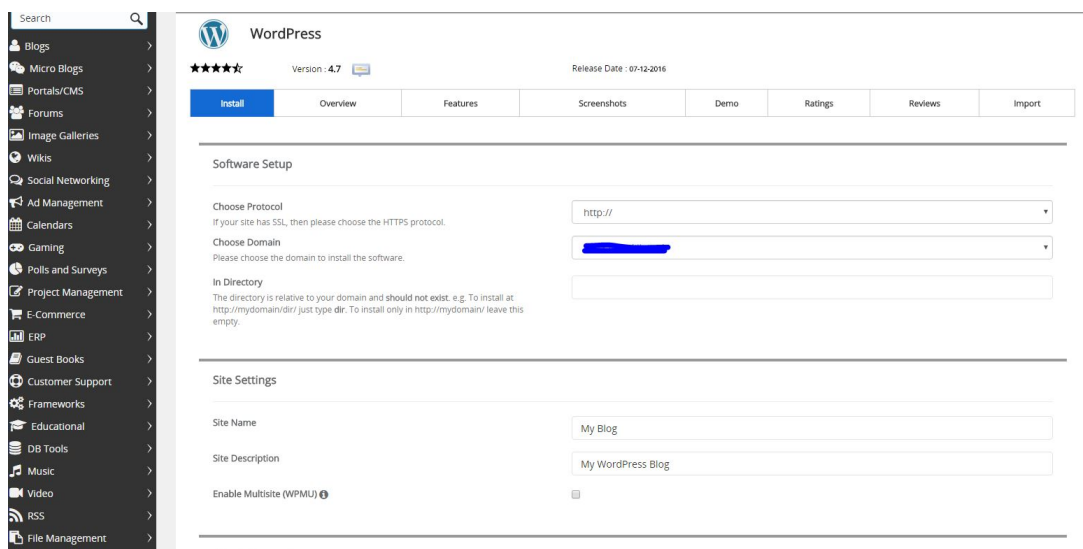 Search
Blogs
Micro Blogs
Portals/CMS
Forums
Image Galleries
Wikis
Social Networking
Ad Management
Calendars
Gaming
Polls and Surveys
Project Management
E-Commerce
ERP
Guest Books
Customer Support
Frameworks
Educational
DB Tools
Music
Video
RSS
File Management
WordPress
Version : 4.7
Release Date : 07-12-2016
Install Overview Features Screenshots Demo Ratings Reviews Import
Software Setup
Choose Protocol
If your site has SSL, then please choose the HTTPS protocol.
http://
Choose Domain
Please choose the domain to install the software.
In Directory
The directory is relative to your domain and should not exist. e.g. To install at
http://mydomain/dir/ just type dir. To install only in http://mydomain/ leave this
empty.
Site Settings
Site Name
My Blog
Site Description
My WordPress Blog
Enable Multisite (WPMU)